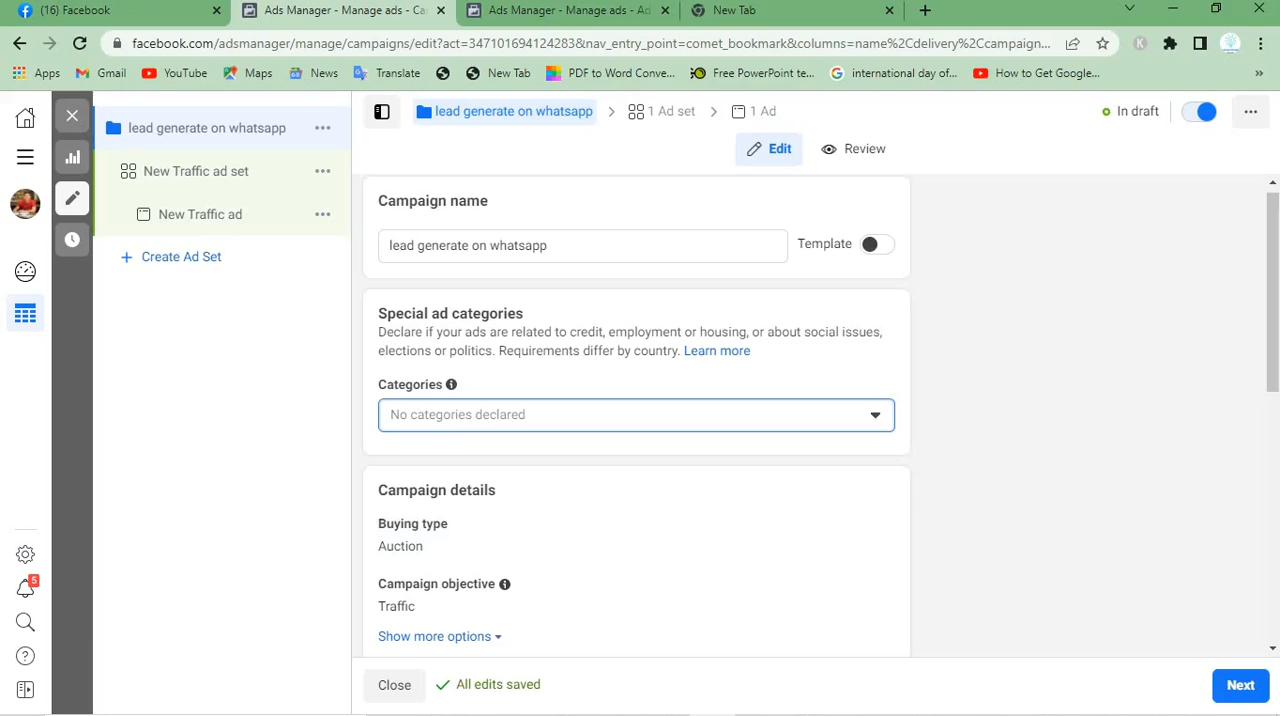 (16) Facebook
Ads Manager - Manage ads - Ca
Ads Manager - Manage ads - Ad
New Tab
facebook.com/adsmanager/manage/campaigns/edit?act=347101694124283&nav_entry_point=comet_bookmark&columns=name%2Cdelivery%2Ccampaign...
Apps
Gmail
YouTube
Maps
News
Translate
New Tab
PDF to Word Conve...
Free PowerPoint te...
international day of...
How to Get Google...
lead generate on whatsapp
New Traffic ad set
New Traffic ad
+ Create Ad Set
5
lead generate on whatsapp
1 Ad set
1 Ad
In draft
Edit
Review
Campaign name
lead generate on whatsapp
Template
Special ad categories
Declare if your ads are related to credit, employment or housing, or about social issues,
elections or politics. Requirements differ by country. Learn more
Categories
No categories declared
Campaign details
Buying type
Auction
Campaign objective
Traffic
Show more options
Close
All edits saved
Next